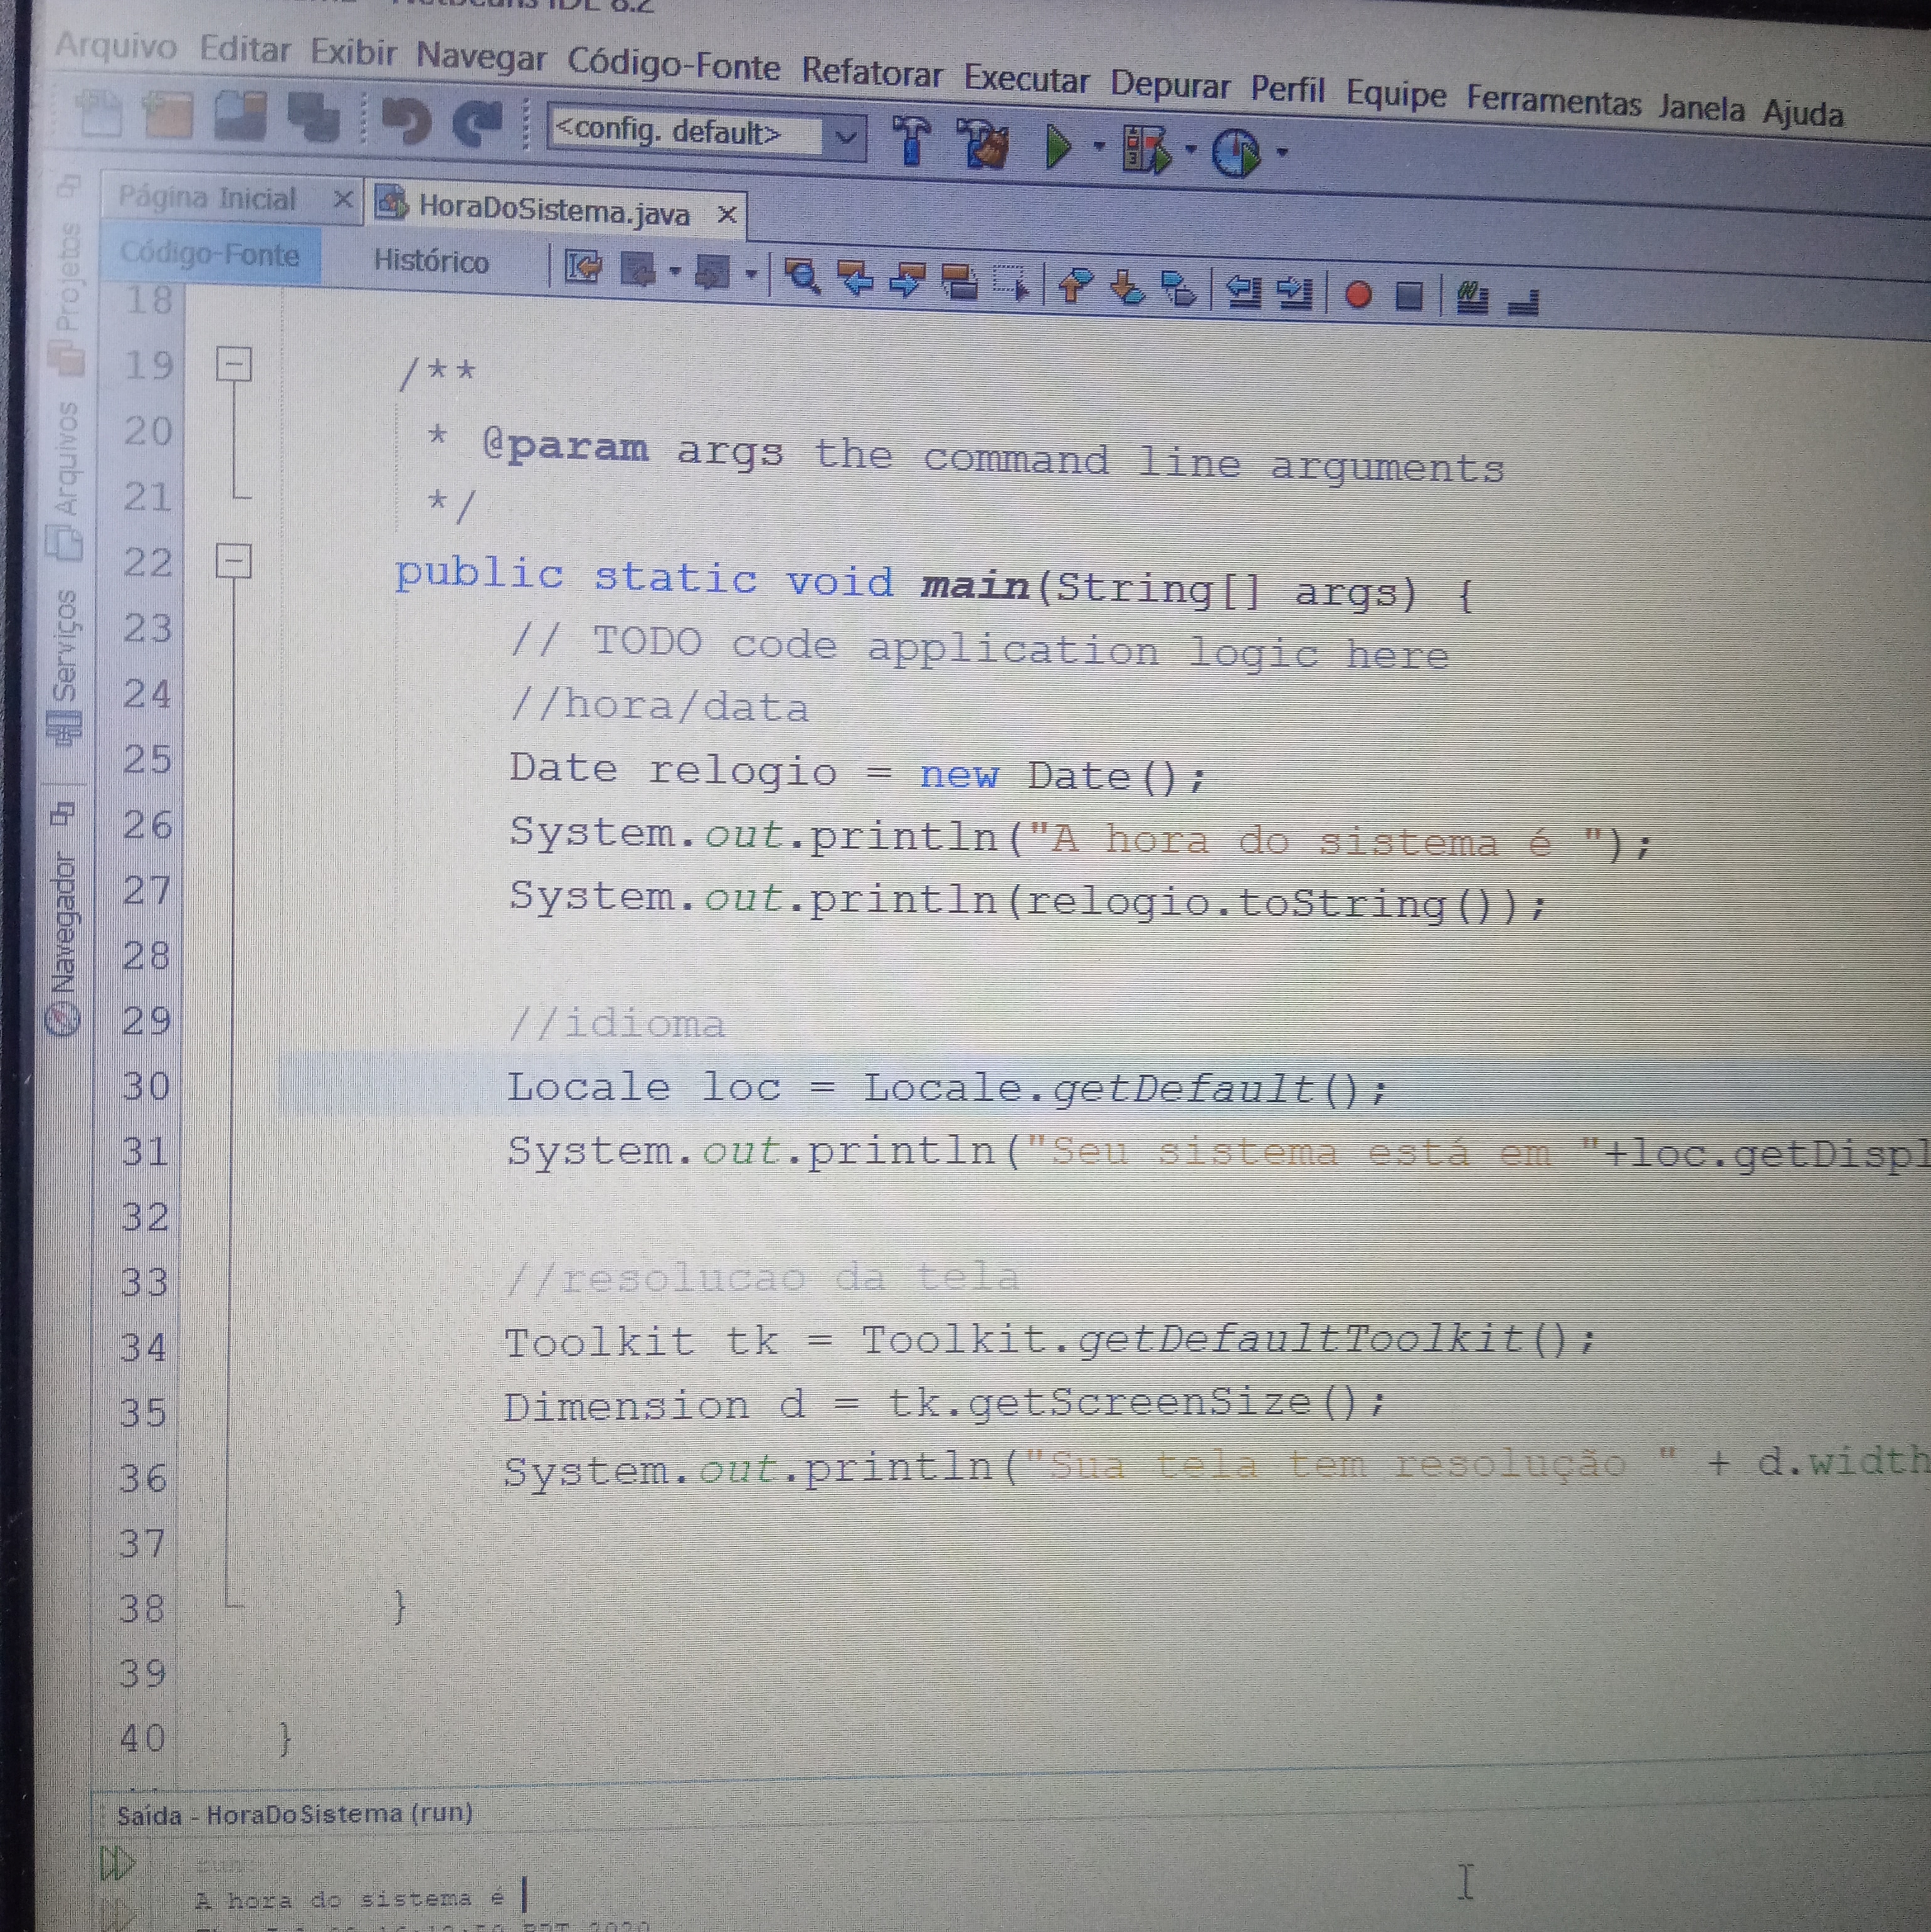 NetBeans IDE 8.2
Arquivo Editar Exibir Navegar Código-Fonte Refatorar Executar Depurar Perfil Equipe Ferramentas Janela Ajuda
<config. default>
Página Inicial
HoraDoSistema.java
Código-Fonte Histórico
Projetos
Arquivos
Serviços
Navegador
18
19 /**
20 * @param args the command line arguments
21 */
22 public static void main(String[] args) {
23 // TODO code application logic here
24 //hora/data
25 Date relogio = new Date();
26 System.out.println("A hora do sistema é ");
27 System.out.println(relogio.toString());
28
29 //idioma
30 Locale loc = Locale.getDefault();
31 System.out.println("Seu sistema está em "+loc.getDispl
32
33 //resolucao da tela
34 Toolkit tk = Toolkit.getDefaultToolkit();
35 Dimension d = tk.getScreenSize();
36 System.out.println("Sua tela tem resolução " + d.width
37
38 }
39
40 }
Saída - HoraDoSistema (run)
run:
A hora do sistema é
2020